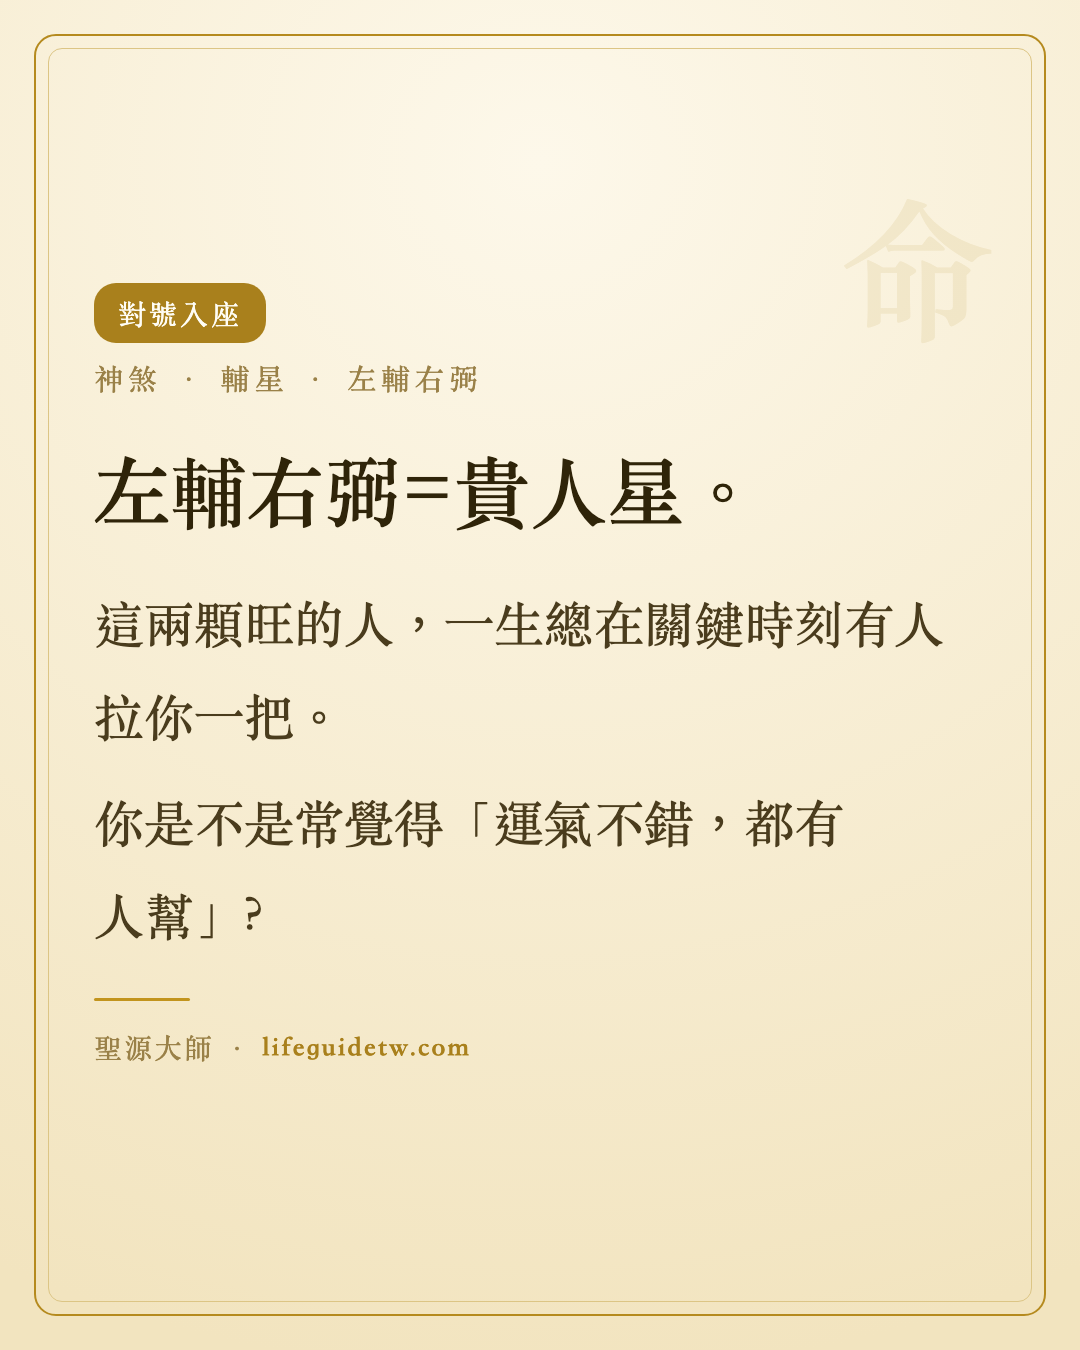 命
對號入座
神煞 · 輔星 · 左輔右弼
左輔右弼=貴人星。
這兩顆旺的人，一生總在關鍵時刻有人
拉你一把。
你是不是常覺得「運氣不錯，都有
人幫」?
聖源大師 · lifeguidetw.com